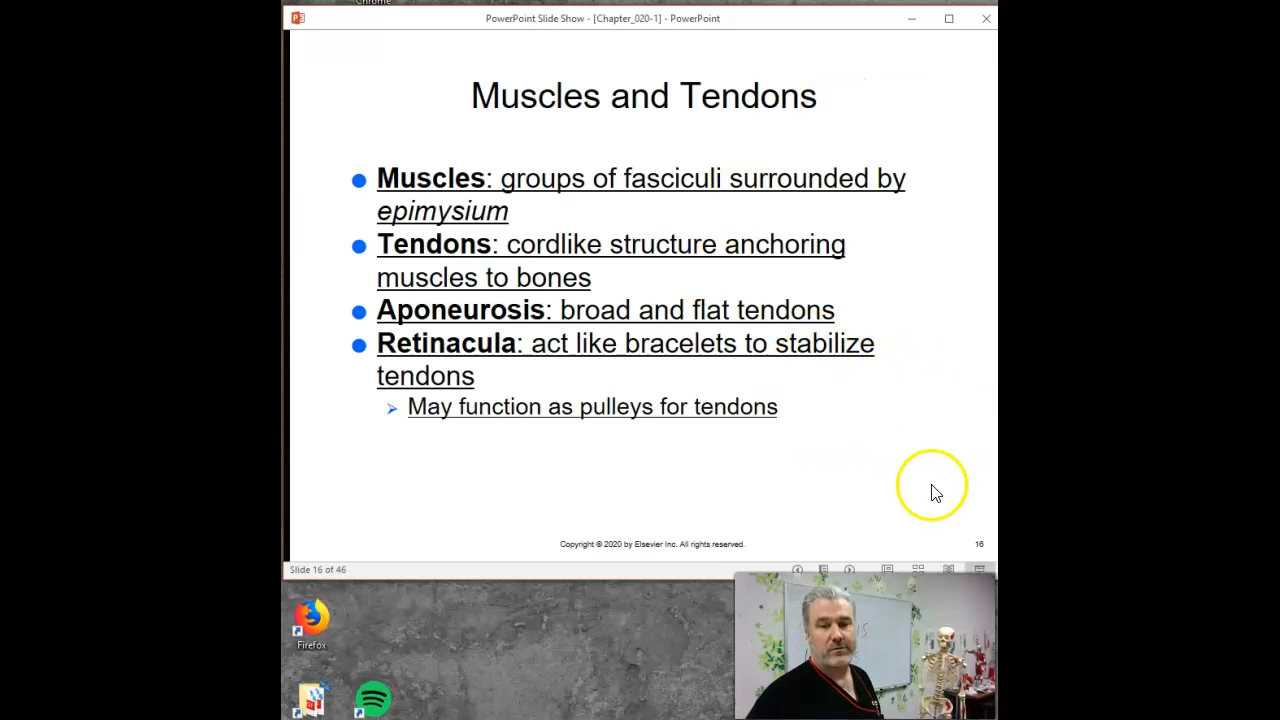 Chrome
PowerPoint Slide Show - [Chapter_020-1] - PowerPoint
Muscles and Tendons
Muscles: groups of fasciculi surrounded by
epimysium
Tendons: cordlike structure anchoring
muscles to bones
Aponeurosis: broad and flat tendons
Retinacula: act like bracelets to stabilize
tendons
May function as pulleys for tendons
Copyright © 2020 by Elsevier Inc. All rights reserved.
16
Slide 16 of 46
Firefox